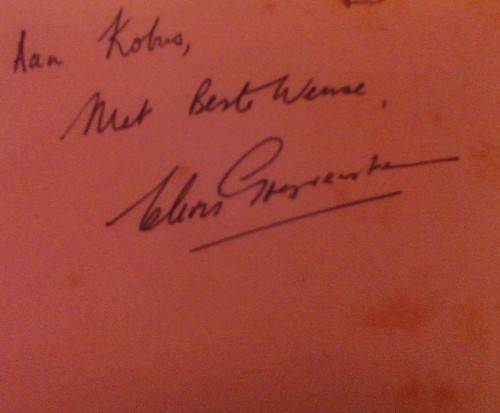 Aan Kobus,
Met Beste Wense.